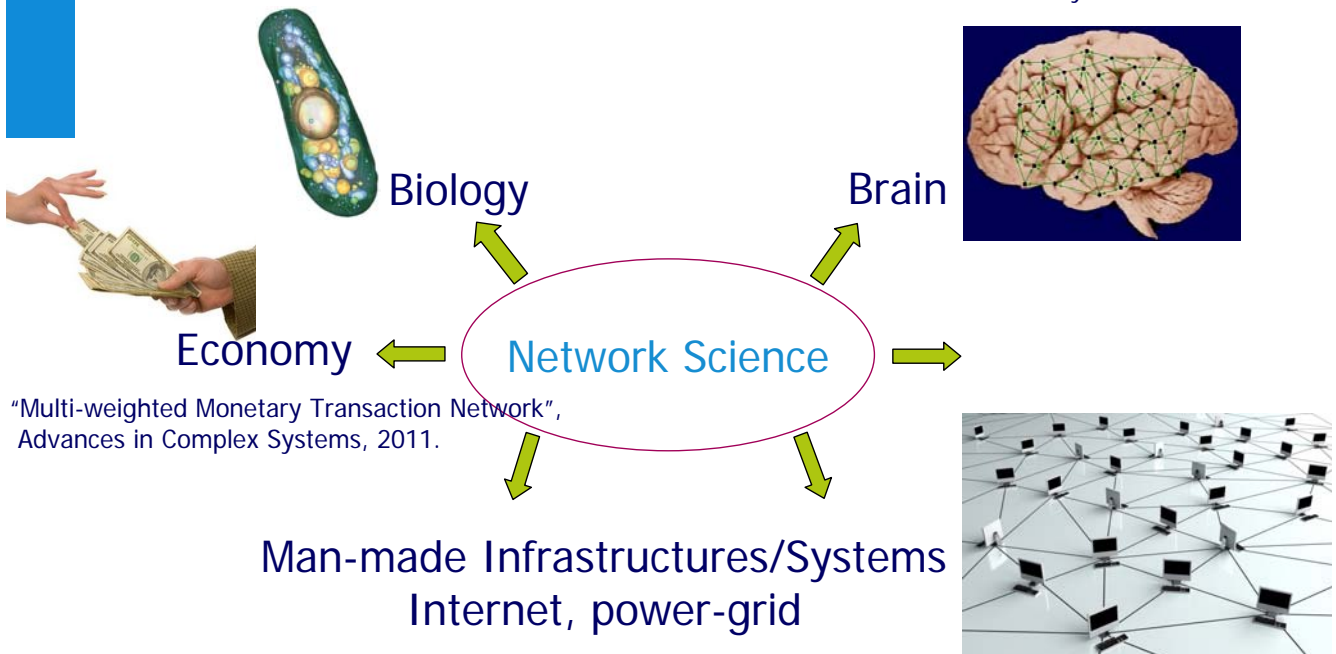 Biology
Brain
Economy
Network Science
“Multi-weighted Monetary Transaction Network”,
Advances in Complex Systems, 2011.
Man-made Infrastructures/Systems
Internet, power-grid